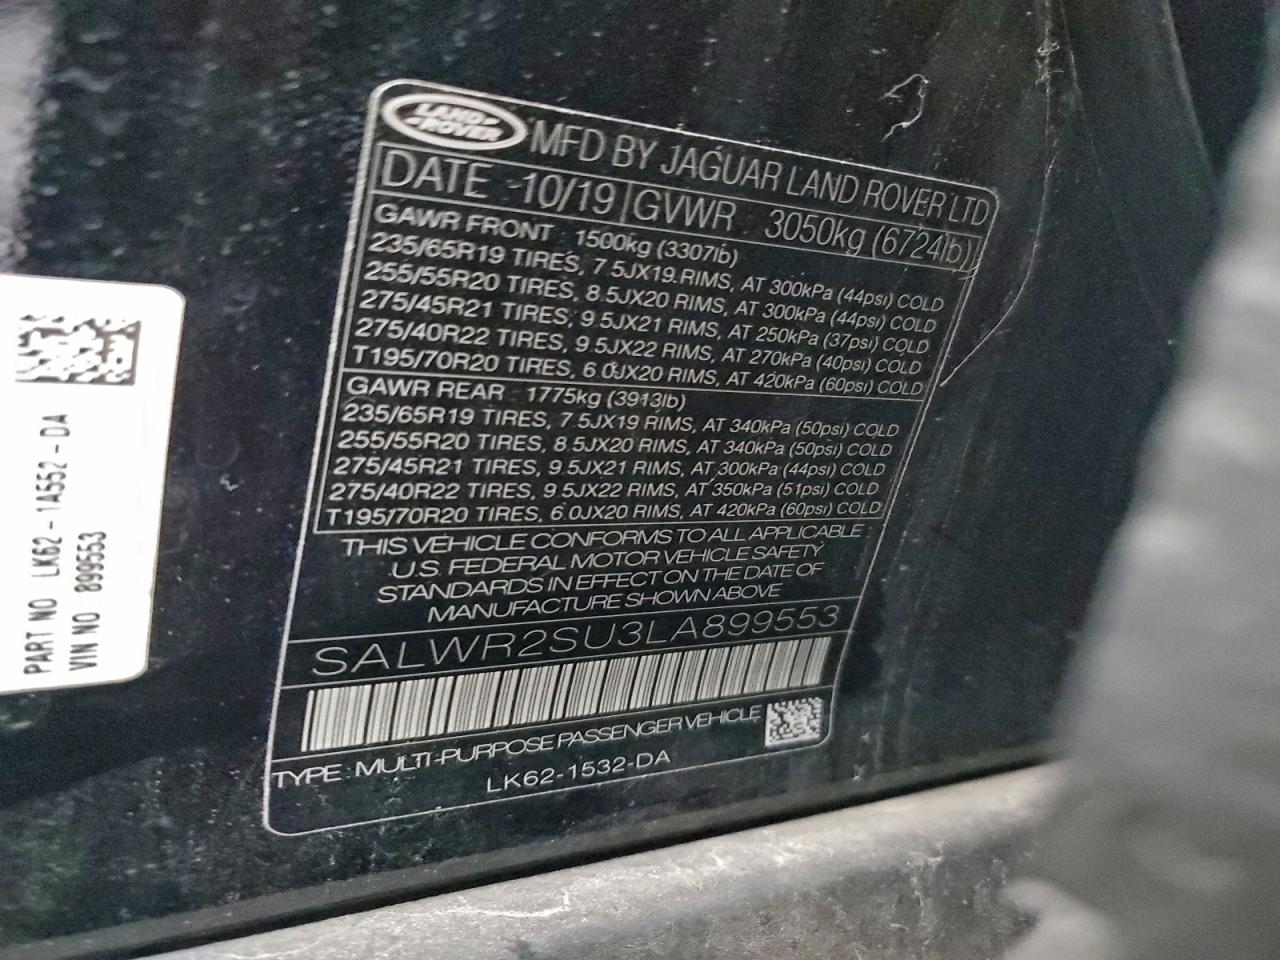 LAND ROVER
MFD BY JAGUAR LAND ROVER LTD
DATE 10/19 GVWR 3050kg (6724lb)
GAWR FRONT 1500kg (3307lb)
235/65R19 TIRES, 7.5JX19 RIMS, AT 300kPa (44psi) COLD
255/55R20 TIRES, 8.5JX20 RIMS, AT 300kPa (44psi) COLD
275/45R21 TIRES, 9.5JX21 RIMS, AT 250kPa (37psi) COLD
275/40R22 TIRES, 9.5JX22 RIMS, AT 270kPa (40psi) COLD
T195/70R20 TIRES, 6.0JX20 RIMS, AT 420kPa (60psi) COLD
GAWR REAR 1775kg (3913lb)
235/65R19 TIRES, 7.5JX19 RIMS, AT 340kPa (50psi) COLD
255/55R20 TIRES, 8.5JX20 RIMS, AT 340kPa (50psi) COLD
275/45R21 TIRES, 9.5JX21 RIMS, AT 300kPa (44psi) COLD
275/40R22 TIRES, 9.5JX22 RIMS, AT 350kPa (51psi) COLD
T195/70R20 TIRES, 6.0JX20 RIMS, AT 420kPa (60psi) COLD
THIS VEHICLE CONFORMS TO ALL APPLICABLE
U.S. FEDERAL MOTOR VEHICLE SAFETY
STANDARDS IN EFFECT ON THE DATE OF
MANUFACTURE SHOWN ABOVE
SALWR2SU3LA899553
TYPE: MULTI-PURPOSE PASSENGER VEHICLE
LK62-1532-DA
PART NO LK62-1A552-DA
VIN NO : 899553